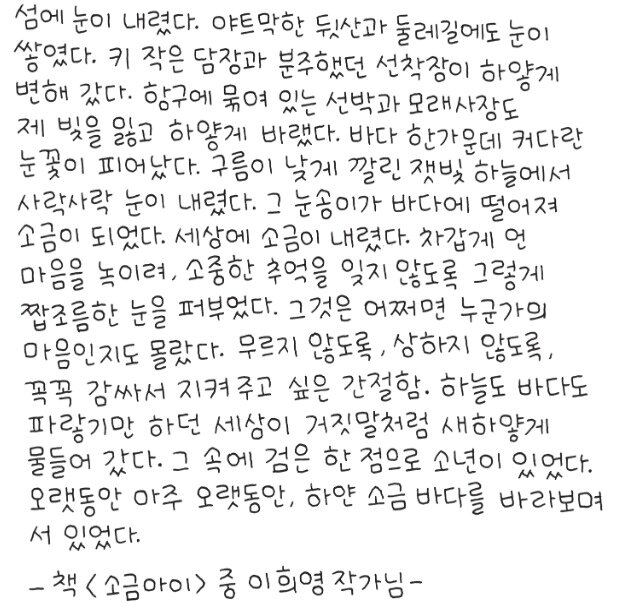 섬에 눈이 내렸다. 야트막한 뒷산과 둘레길에도 눈이
쌓였다. 키 작은 담장과 분주했던 선착장이 하얗게
변해 갔다. 항구에 묶여 있는 선박과 모래사장도
제 빛을 잃고 하얗게 바랬다. 바다 한가운데 커다란
눈꽃이 피어났다. 구름이 낮게 깔린 잿빛 하늘에서
사락사락 눈이 내렸다. 그 눈송이가 바다에 떨어져
소금이 되었다. 세상에 소금이 내렸다. 차갑게 언
마음을 녹이려, 소중한 추억을 잊지 않도록 그렇게
짭조름한 눈을 퍼부었다. 그것은 어쩌면 누군가의
마음인지도 몰랐다. 무르지 않도록, 상하지 않도록,
꼭꼭 감싸서 지켜 주고 싶은 간절함. 하늘도 바다도
파랗기만 하던 세상이 거짓말처럼 새하얗게
물들어 갔다. 그 속에 검은 한 점으로 소년이 있었다.
오랫동안 아주 오랫동안, 하얀 소금 바다를 바라보며
서 있었다.
- 책 <소금아이> 중 이희영 작가님 -